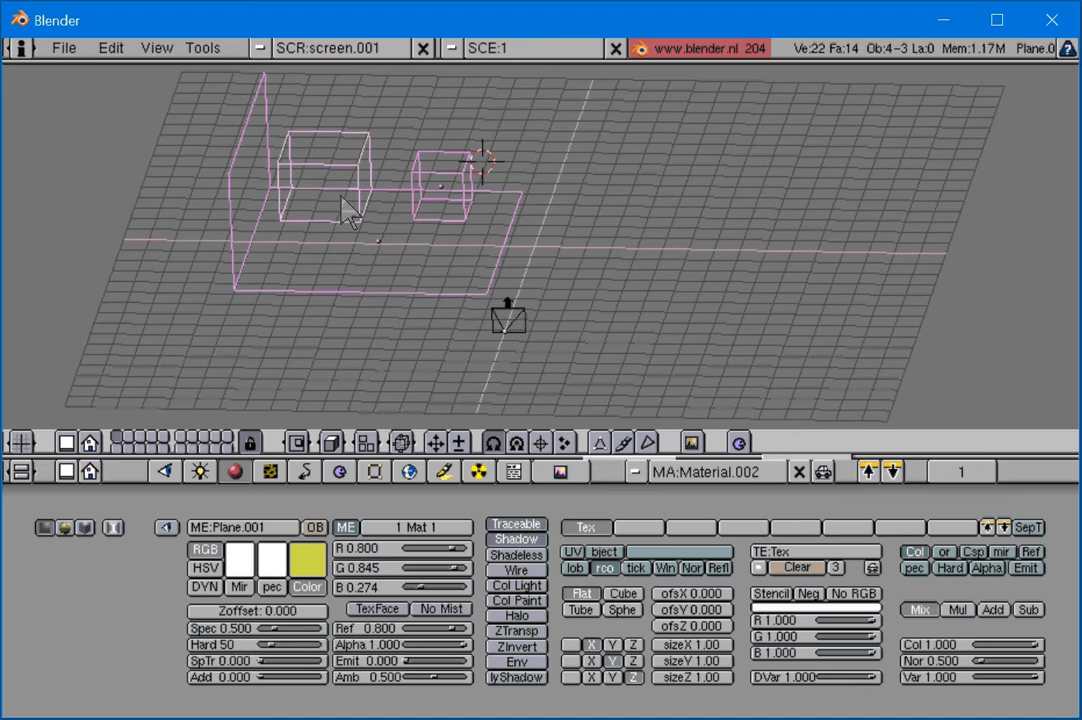 Blender
File Edit View Tools SCR:screen.001 SCE:1 www.blender.nl 204 Ve:22 Fa:14 Ob:4-3 La:0 Mem:1.17M Plane.0
MA:Material.002 1
ME:Plane.001 OB ME 1 Mat 1 Traceable Tex SepT
RGB R 0.800 Shadow UV bject TE:Tex Col or Csp mir Ref
HSV G 0.845 Shadeless lob rco tick Win Nor Refl Clear 3 pec Hard Alpha Emit
DYN Mir pec Color B 0.274 Wire Flat Cube ofsX 0.000 Stencil Neg No RGB
Zoffset: 0.000 TexFace No Mist Col Light Tube Sphe ofsY 0.000 Mix Mul Add Sub
Spec 0.500 Ref 0.800 Col Paint ofsZ 0.000 R 1.000
Hard 50 Alpha 1.000 Halo X Y Z sizeX 1.00 G 1.000 Col 1.000
SpTr 0.000 Emit 0.000 ZTransp X Y Z sizeY 1.00 B 1.000 Nor 0.500
Add 0.000 Amb 0.500 ZInvert X Y Z sizeZ 1.00 DVar 1.000 Var 1.000
Env
lyShadow